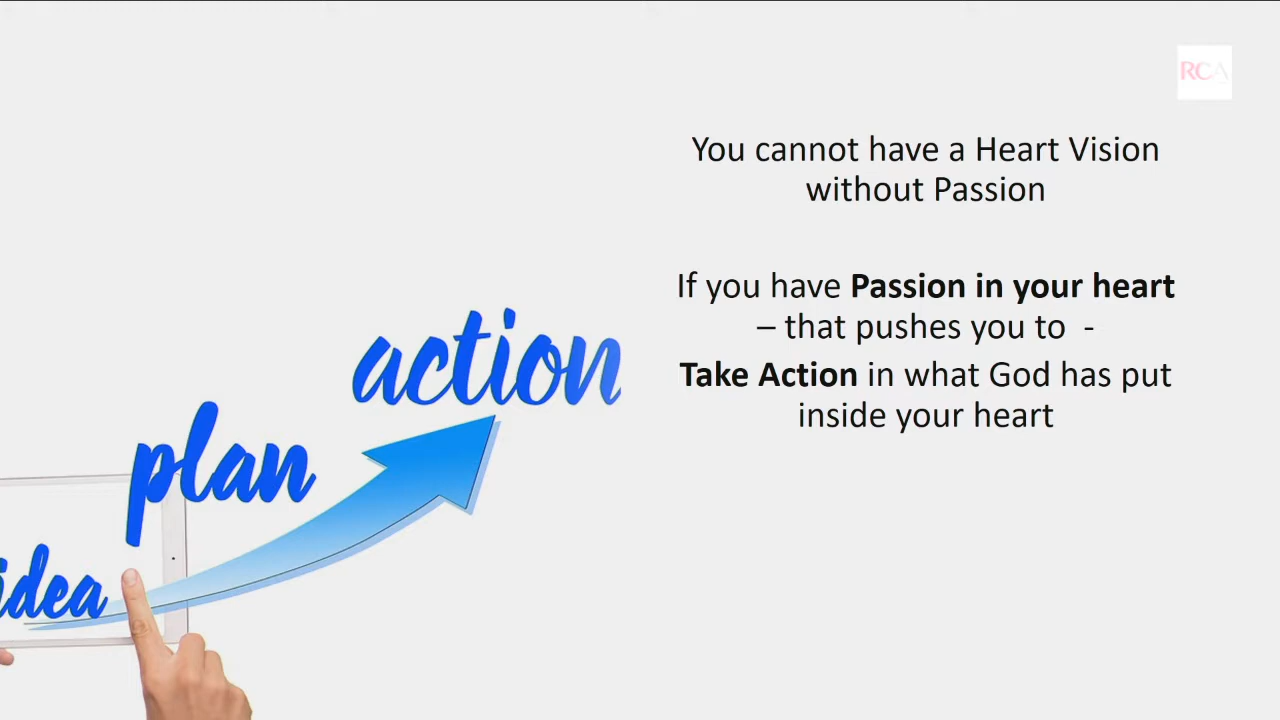 RCA
You cannot have a Heart Vision
without Passion
If you have Passion in your heart
– that pushes you to  -
Take Action in what God has put
inside your heart
action
plan
idea